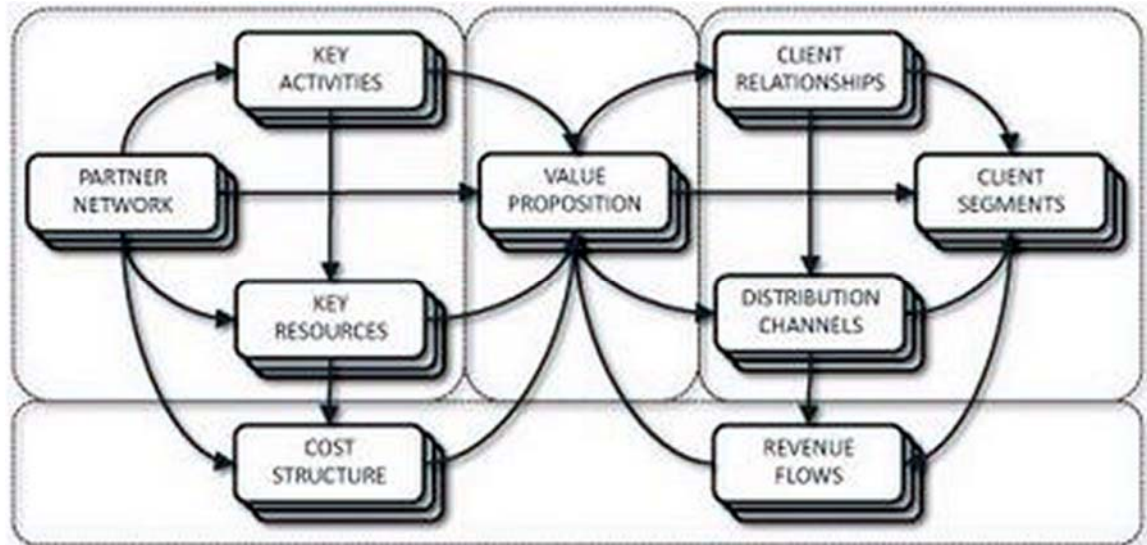 KEY
ACTIVITIES
CLIENT
RELATIONSHIPS
PARTNER
NETWORK
VALUE
PROPOSITION
CLIENT
SEGMENTS
KEY
RESOURCES
DISTRIBUTION
CHANNELS
COST
STRUCTURE
REVENUE
FLOWS